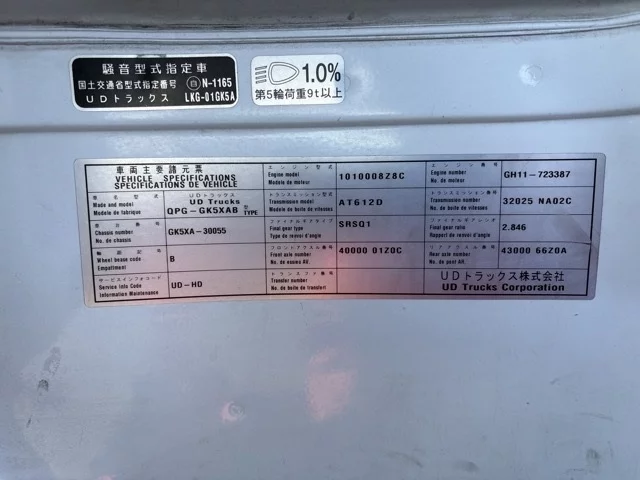 騒音型式指定車
国土交通省型式指定番号 自 N-1165
UDトラックス LKG-01GK5A
1.0%
第5輪荷重9t以上
車両主要諸元票
VEHICLE SPECIFICATIONS
SPECIFICATIONS DE VEHICLE
エンジン型式
Engine model
Modele de moteur
1010008Z8C
エンジン番号
Engine number
No. de moteur
GH11-723387
車名型式
Make and model
Modele de fabrique
UDトラックス
UD Trucks
QPG-GK5XAB 型 TYPE
トランスミッション型式
Transmission model
Modele de boite de vitesses
AT612D
トランスミッション番号
Transmission number
No. de boite de vitesses
32025 NA02C
車台番号
Chassis number
No. de chassis
GK5XA-30055
ファイナルギアタイプ
Final gear type
Type de renvoi d'angle
SRSQ1
ファイナルギアレシオ
Final gear ratio
Rapport de renvoi d'angle
2.846
軸距記号
Wheel base code
Empattement
B
フロントアクスル番号
Front axle number
No. de essieu AV.
40000 01Z0C
リアアクスル番号
Rear axle number
No. de pont AR.
43000 66Z0A
サービスインフォコード
Service Info Code
Information Maintenance
UD-HD
トランスファ番号
Transfer number
No. de boite de transfert
UDトラックス株式会社
UD Trucks Corporation